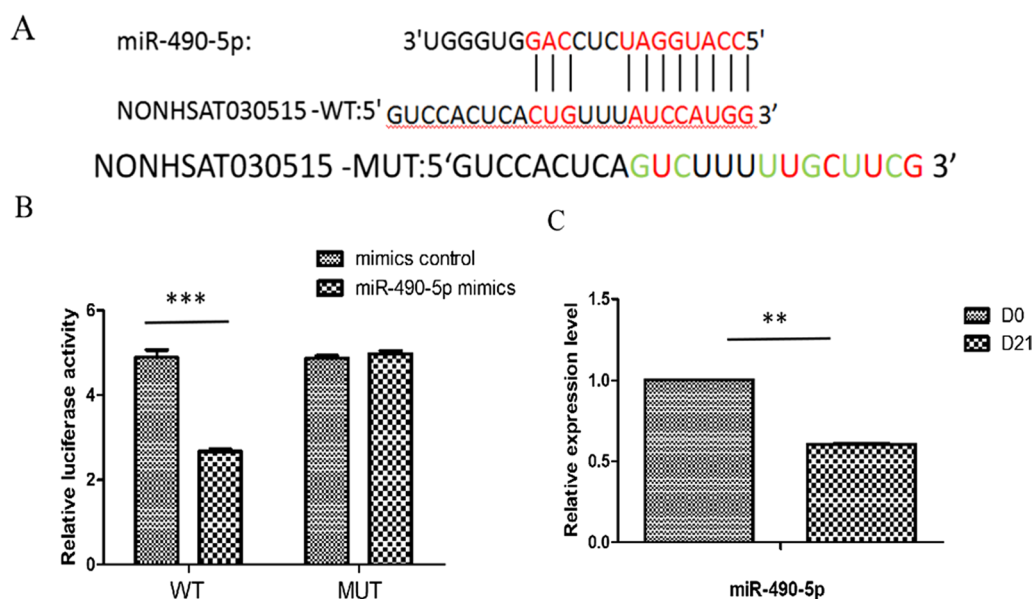 A
miR-490-5p: 3'UGGGUGGACCUCUAGGUACC5'
NONHSAT030515 -WT:5' GUCCACUCACUGUUUAUCCAUGG 3'
NONHSAT030515 -MUT:5‘GUCCACUCAGUCUUUUUGCUUCG 3’
B
mimics control
miR-490-5p mimics
Relative luciferase activity
6
4
2
0
***
WT MUT
C
D0
D21
Relative expression level
1.5
1.0
0.5
0.0
**
miR-490-5p